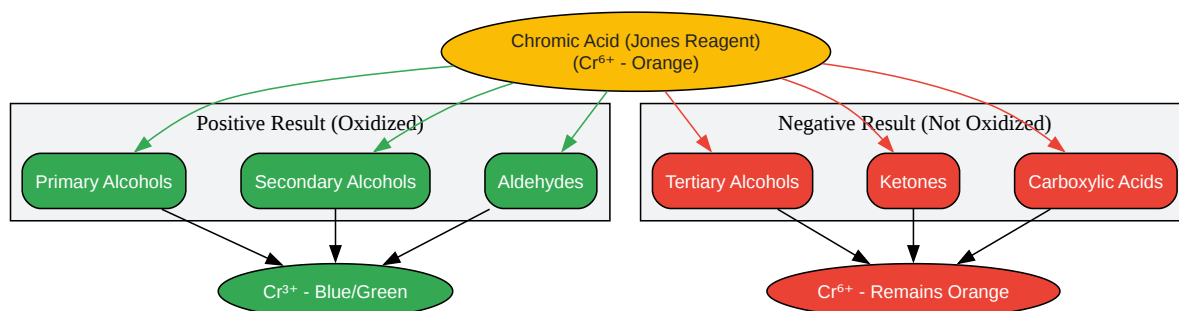 Chromic Acid (Jones Reagent)
(Cr⁶⁺ - Orange)
Positive Result (Oxidized)
Negative Result (Not Oxidized)
Primary Alcohols
Secondary Alcohols
Aldehydes
Tertiary Alcohols
Ketones
Carboxylic Acids
Cr³⁺ - Blue/Green
Cr⁶⁺ - Remains Orange